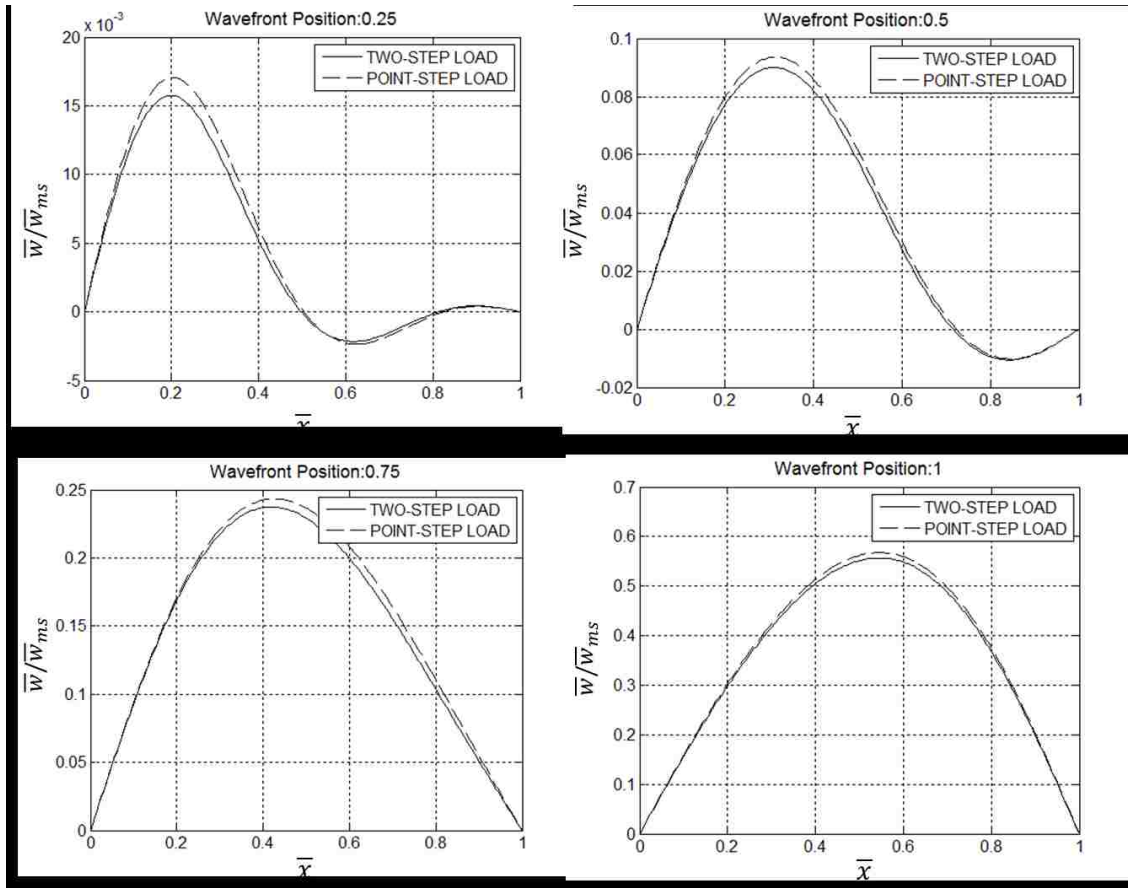 Wavefront Position:0.25
x 10⁻³
20
15
10
5
0
-5
TWO-STEP LOAD
POINT-STEP LOAD
w̅/w̅ₘₛ
0 0.2 0.4 0.6 0.8 1
x̅
Wavefront Position:0.5
0.1
0.08
0.06
0.04
0.02
0
-0.02
TWO-STEP LOAD
POINT-STEP LOAD
w̅/w̅ₘₛ
0 0.2 0.4 0.6 0.8 1
x̅
Wavefront Position:0.75
0.25
0.2
0.15
0.1
0.05
0
TWO-STEP LOAD
POINT-STEP LOAD
w̅/w̅ₘₛ
0 0.2 0.4 0.6 0.8 1
x̅
Wavefront Position:1
0.7
0.6
0.5
0.4
0.3
0.2
0.1
0
TWO-STEP LOAD
POINT-STEP LOAD
w̅/w̅ₘₛ
0 0.2 0.4 0.6 0.8 1
x̅